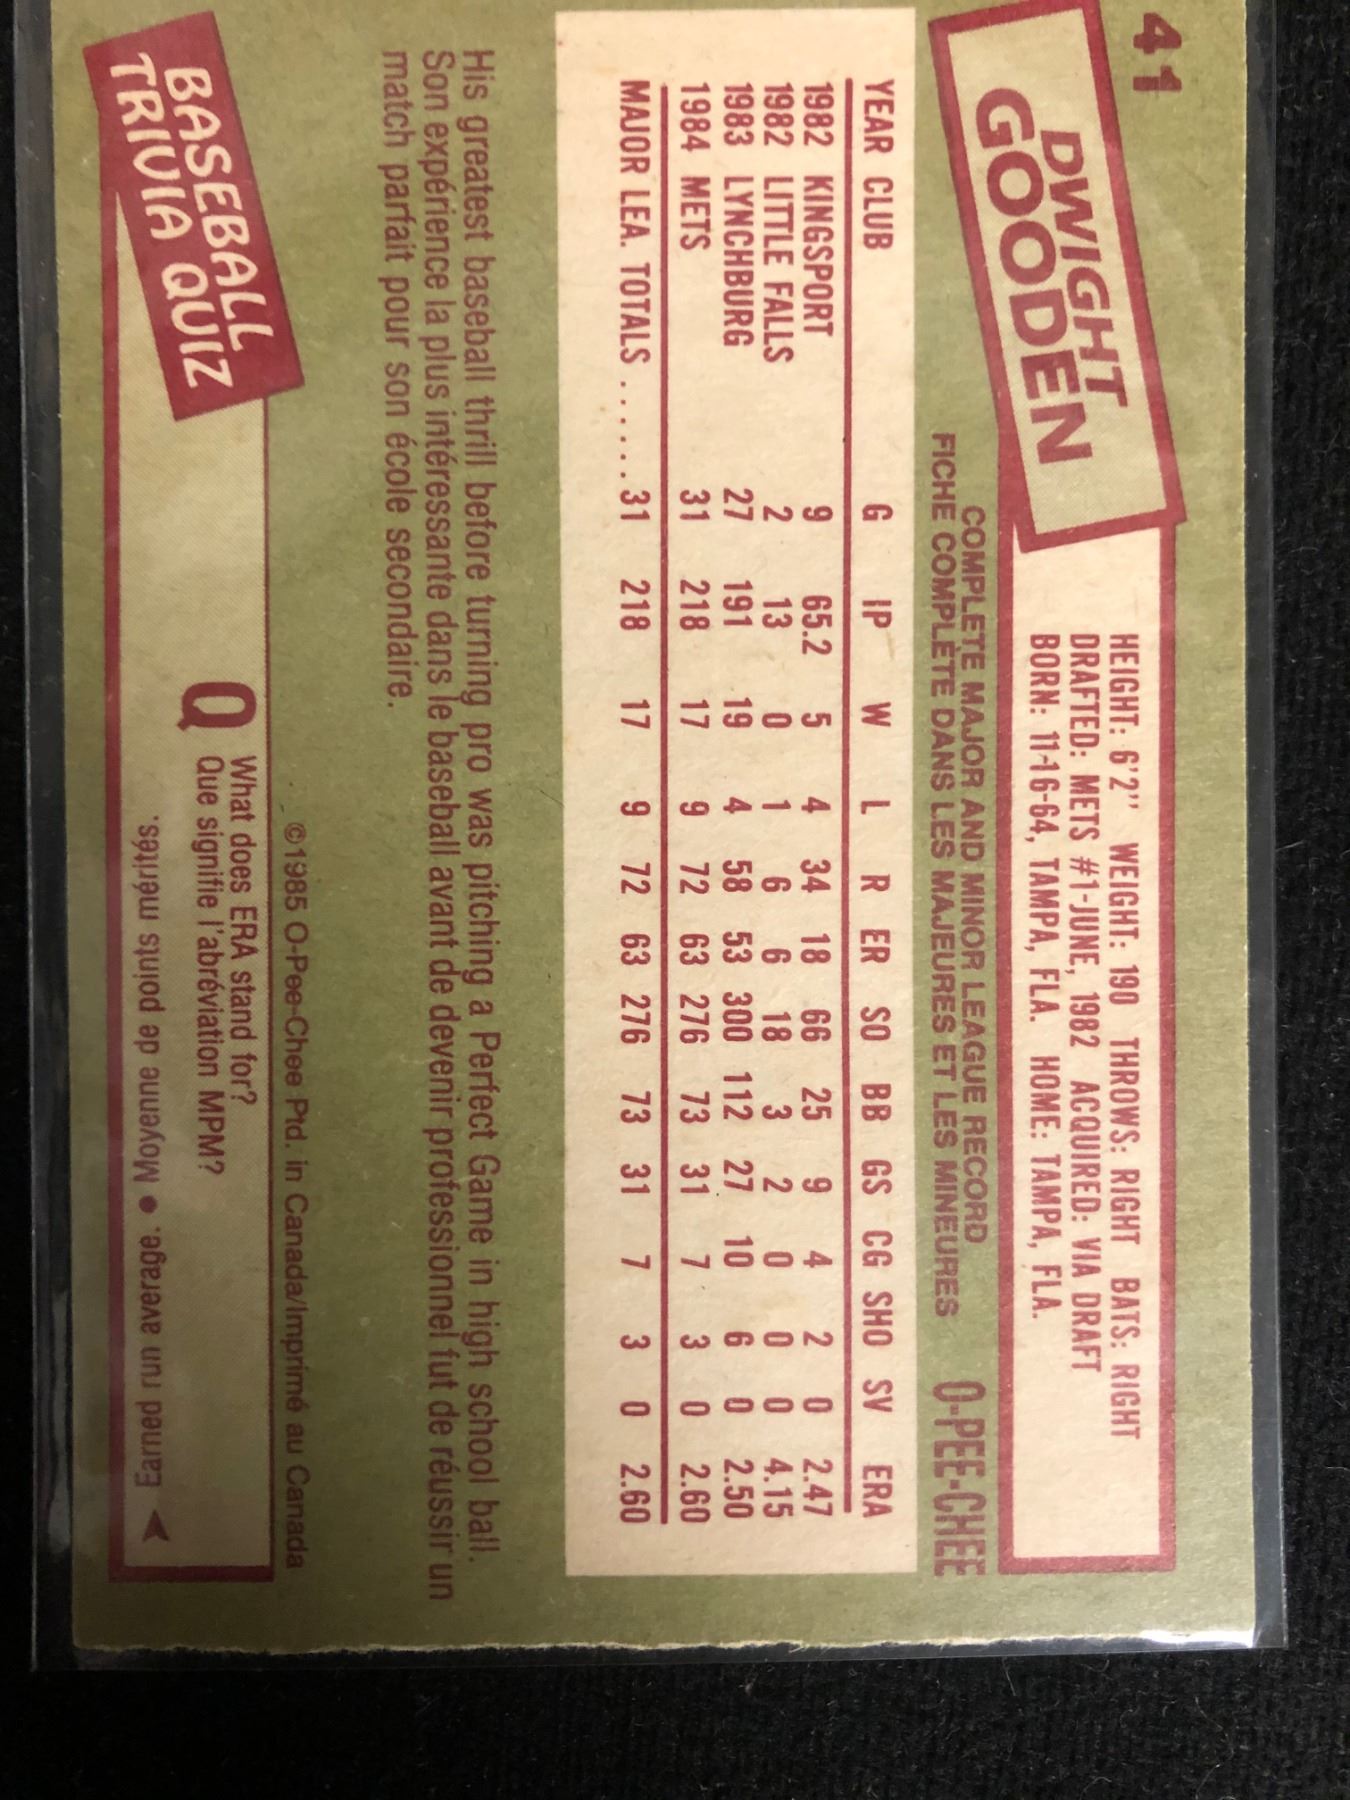 41
DWIGHT
GOODEN
HEIGHT: 6'2" WEIGHT: 190 THROWS: RIGHT BATS: RIGHT
DRAFTED: METS #1-JUNE, 1982 ACQUIRED: VIA DRAFT
BORN: 11-16-64, TAMPA, FLA. HOME: TAMPA, FLA.
COMPLETE MAJOR AND MINOR LEAGUE RECORD
FICHE COMPLÈTE DANS LES MAJEURES ET LES MINEURES
O-PEE-CHEE
YEAR CLUB G IP W L R ER SO BB GS CG SHO SV ERA
1982 KINGSPORT 9 65.2 5 4 34 18 66 25 9 4 2 0 2.47
1982 LITTLE FALLS 2 13 0 1 6 6 18 3 2 0 0 0 4.15
1983 LYNCHBURG 27 191 19 4 58 53 300 112 27 10 6 0 2.50
1984 METS 31 218 17 9 72 63 276 73 31 7 3 0 2.60
MAJOR LEA. TOTALS ...... 31 218 17 9 72 63 276 73 31 7 3 0 2.60
His greatest baseball thrill before turning pro was pitching a Perfect Game in high school ball.
Son expérience la plus intéressante dans le baseball avant de devenir professionnel fut de réussir un
match parfait pour son école secondaire.
©1985 O-Pee-Chee Ptd. in Canada/Imprimé au Canada
BASEBALL
TRIVIA QUIZ
Q What does ERA stand for?
Que signifie l'abréviation MPM?
Earned run average. ● Moyenne de points mérités.